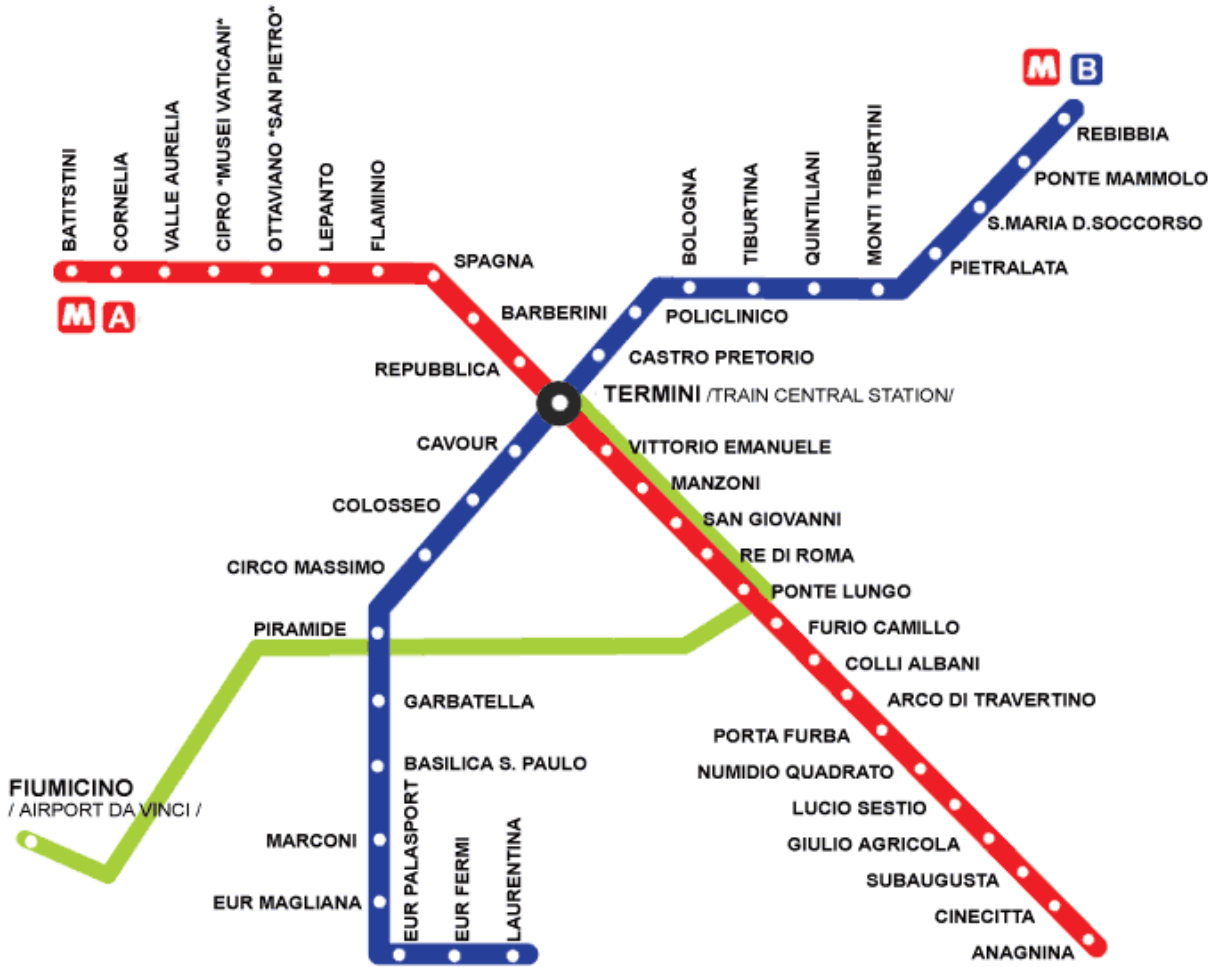 BATITSTINI
CORNELIA
VALLE AURELIA
CIPRO "MUSEI VATICANI"
OTTAVIANO "SAN PIETRO"
LEPANTO
FLAMINIO
M A
SPAGNA
BARBERINI
REPUBBLICA
M B
REBIBBIA
PONTE MAMMOLO
S.MARIA D.SOCCORSO
PIETRALATA
MONTI TIBURTINI
QUINTILIANI
TIBURTINA
BOLOGNA
POLICLINICO
CASTRO PRETORIO
TERMINI /TRAIN CENTRAL STATION/
CAVOUR
COLOSSEO
CIRCO MASSIMO
PIRAMIDE
GARBATELLA
BASILICA S. PAULO
MARCONI
EUR MAGLIANA
EUR PALASPORT
EUR FERMI
LAURENTINA
VITTORIO EMANUELE
MANZONI
SAN GIOVANNI
RE DI ROMA
PONTE LUNGO
FURIO CAMILLO
COLLI ALBANI
ARCO DI TRAVERTINO
PORTA FURBA
NUMIDIO QUADRATO
LUCIO SESTIO
GIULIO AGRICOLA
SUBAUGUSTA
CINECITTA
ANAGNINA
FIUMICINO
/ AIRPORT DA VINCI /